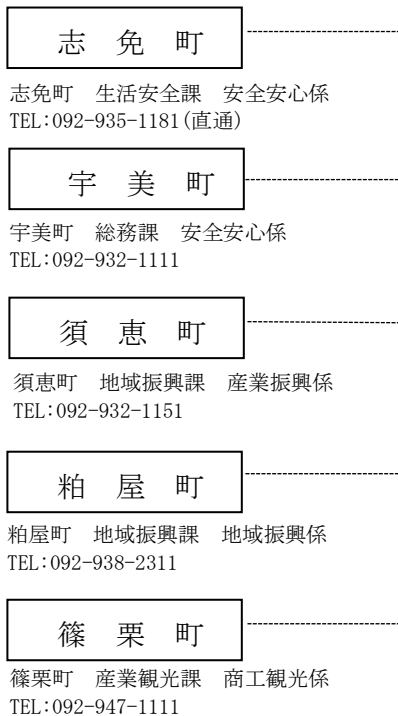 志 免 町
志免町　生活安全課　安全安心係
TEL:092-935-1181(直通)
宇 美 町
宇美町　総務課　安全安心係
TEL:092-932-1111
須 恵 町
須恵町　地域振興課　産業振興係
TEL:092-932-1151
粕 屋 町
粕屋町　地域振興課　地域振興係
TEL:092-938-2311
篠 栗 町
篠栗町　産業観光課　商工観光係
TEL:092-947-1111